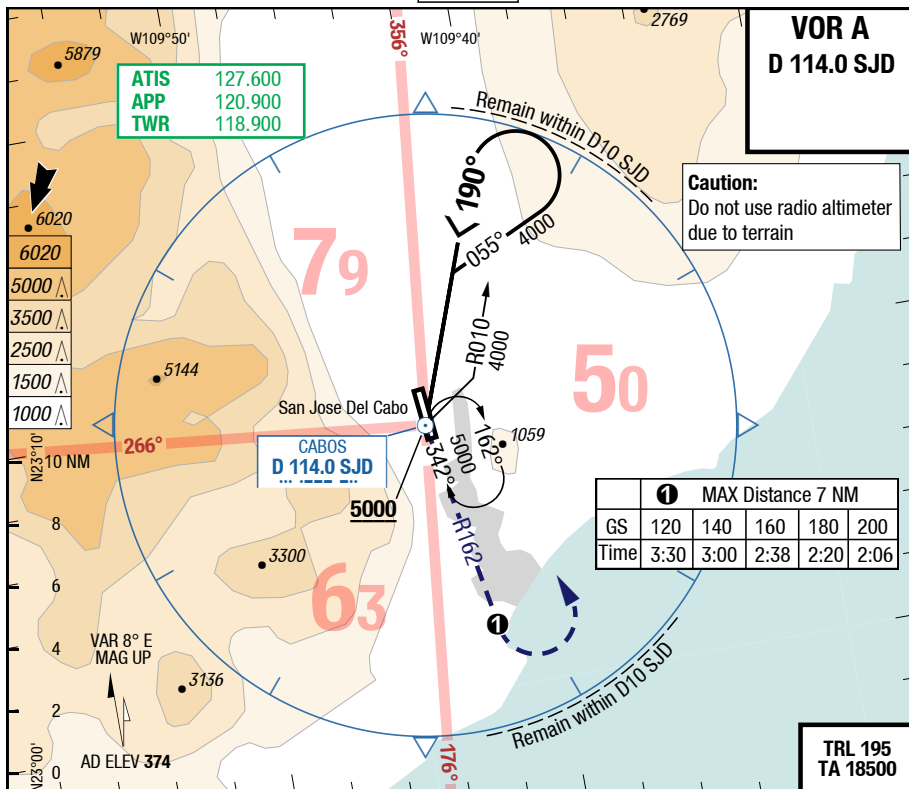 W109°50'
W109°40'
2769
VOR A
D 114.0 SJD
5879
356°
ATIS 127.600
APP 120.900
TWR 118.900
Remain within D10 SJD
190°
Caution:
Do not use radio altimeter
due to terrain
6020
6020
5000
3500
2500
1500
1000
79
055°
4000
R010
4000
50
5144
San Jose Del Cabo
1059
162°
5000
342°
266°
CABOS
D 114.0 SJD
N23°10'
10 NM
5000
R162
1 MAX Distance 7 NM
GS 120 140 160 180 200
Time 3:30 3:00 2:38 2:20 2:06
8
3300
6
63
1
4
VAR 8° E
MAG UP
3136
Remain within D10 SJD
2
176°
AD ELEV 374
N23°00'
0
TRL 195
TA 18500